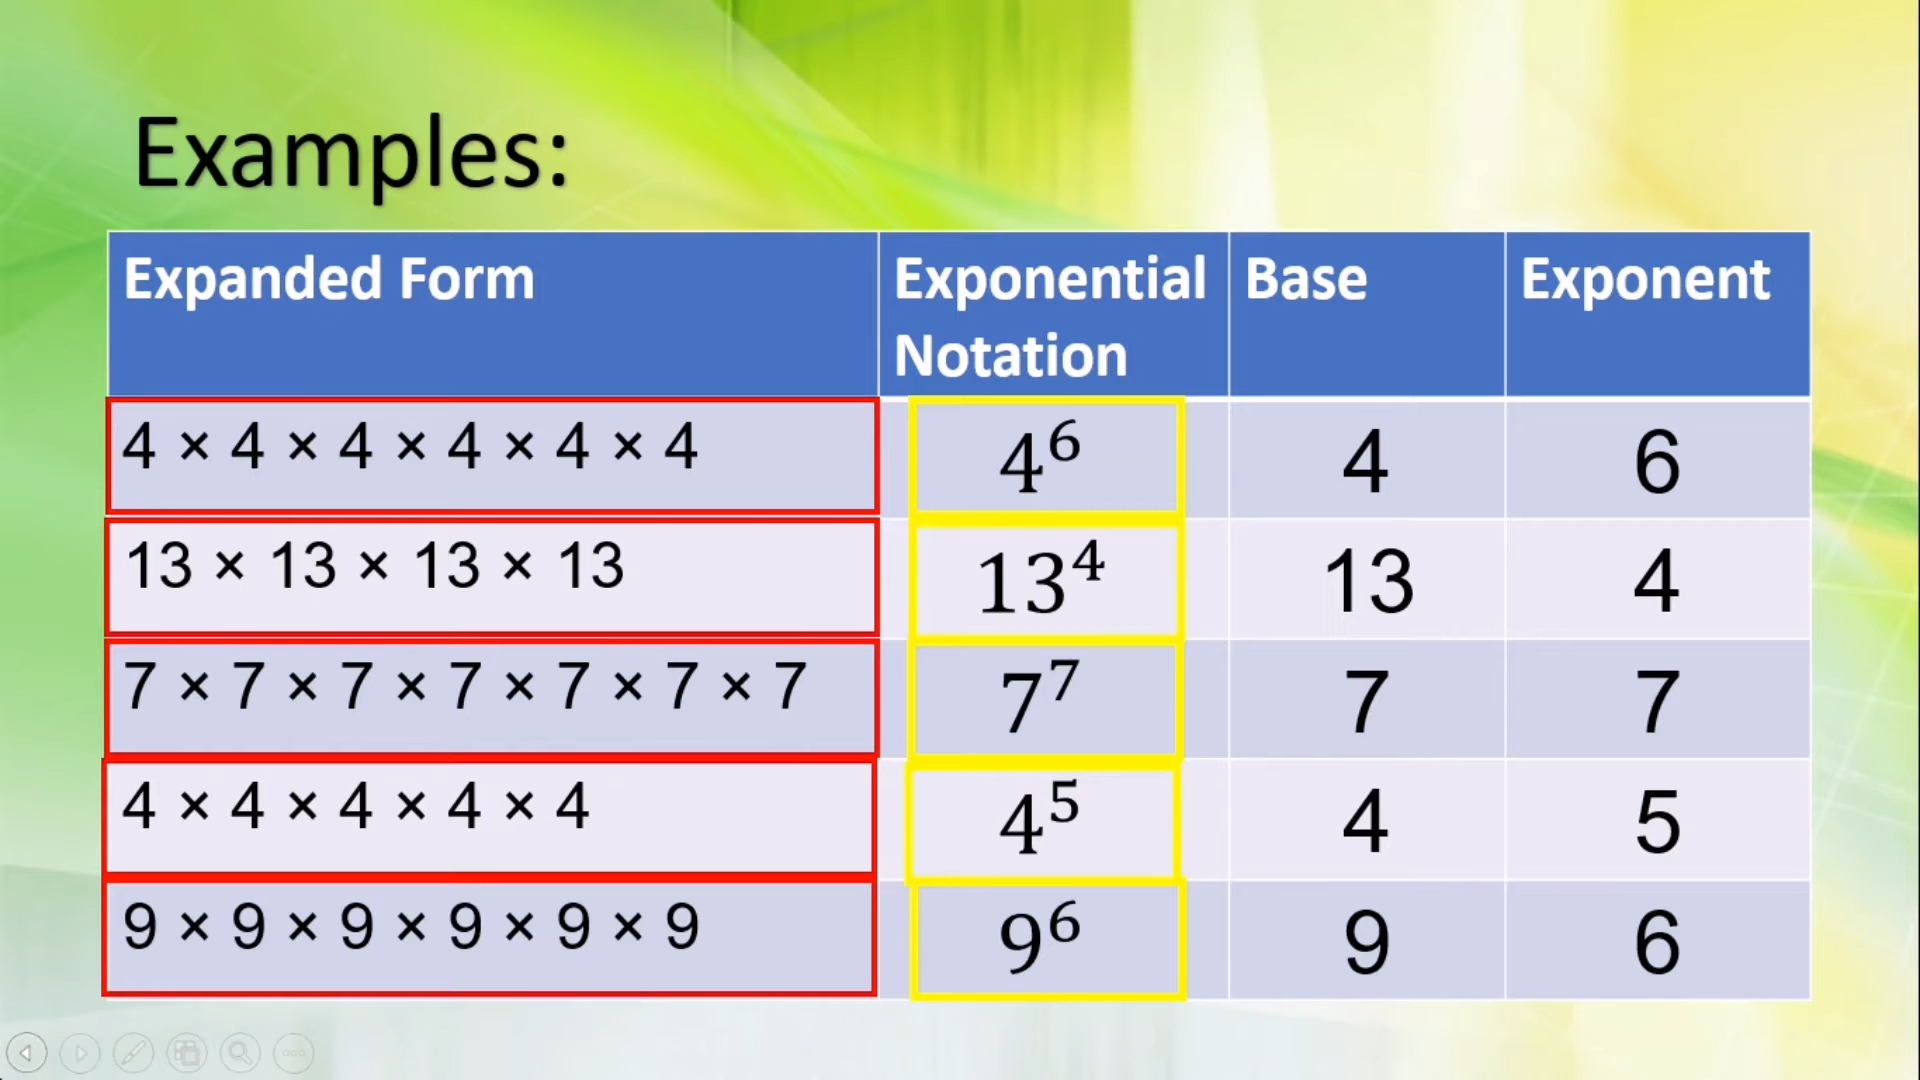 Examples:
Expanded Form Exponential Notation Base Exponent
4 × 4 × 4 × 4 × 4 × 4 4⁶ 4 6
13 × 13 × 13 × 13 13⁴ 13 4
7 × 7 × 7 × 7 × 7 × 7 × 7 7⁷ 7 7
4 × 4 × 4 × 4 × 4 4⁵ 4 5
9 × 9 × 9 × 9 × 9 × 9 9⁶ 9 6